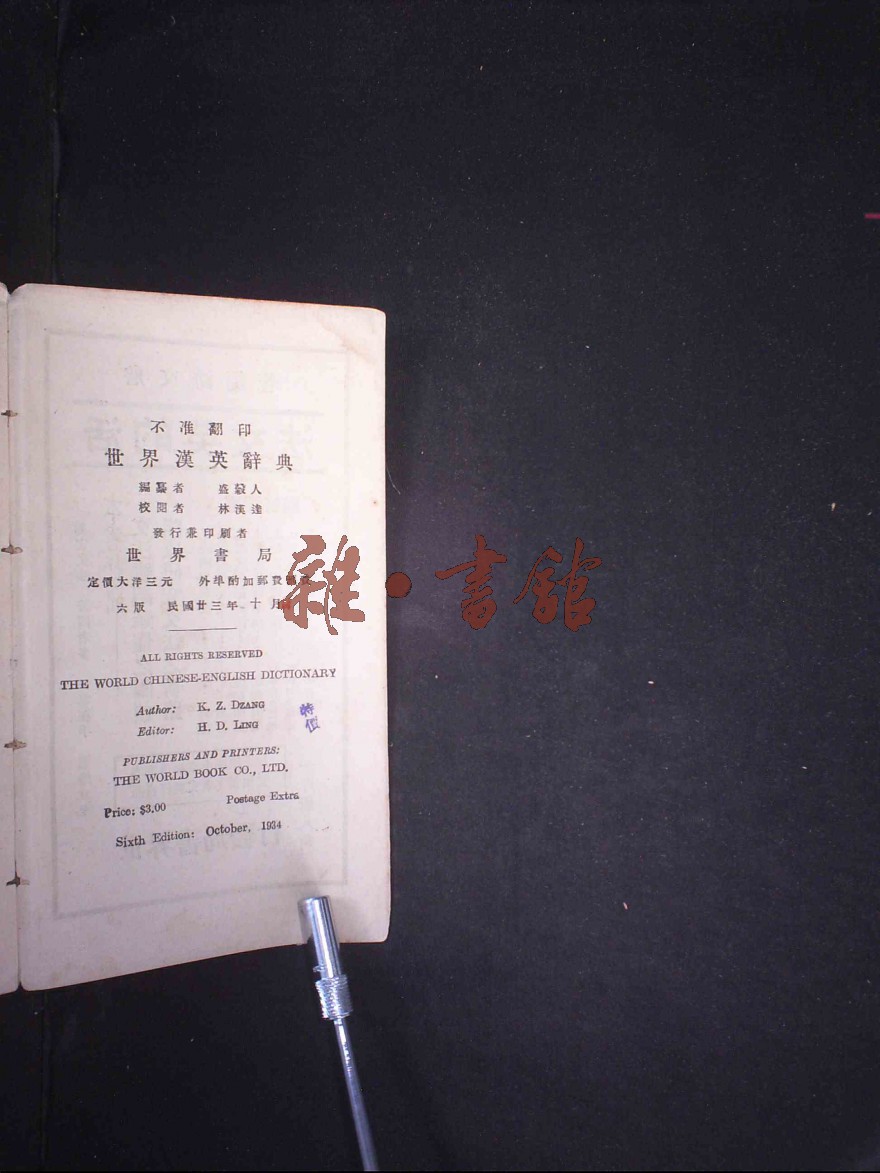 不准翻印
世界漢英辭典
編纂者 盛穀人
校閱者 林漢達
發行兼印刷者
世界書局
定價大洋三元 外埠酌加郵費
六版 民國廿三年十月
ALL RIGHTS RESERVED
THE WORLD CHINESE-ENGLISH DICTIONARY
Author: K. Z. DZANG
Editor: H. D. LING
特價
PUBLISHERS AND PRINTERS:
THE WORLD BOOK CO., LTD.
Price: $3.00 Postage Extra
Sixth Edition: October, 1934
雜·書館